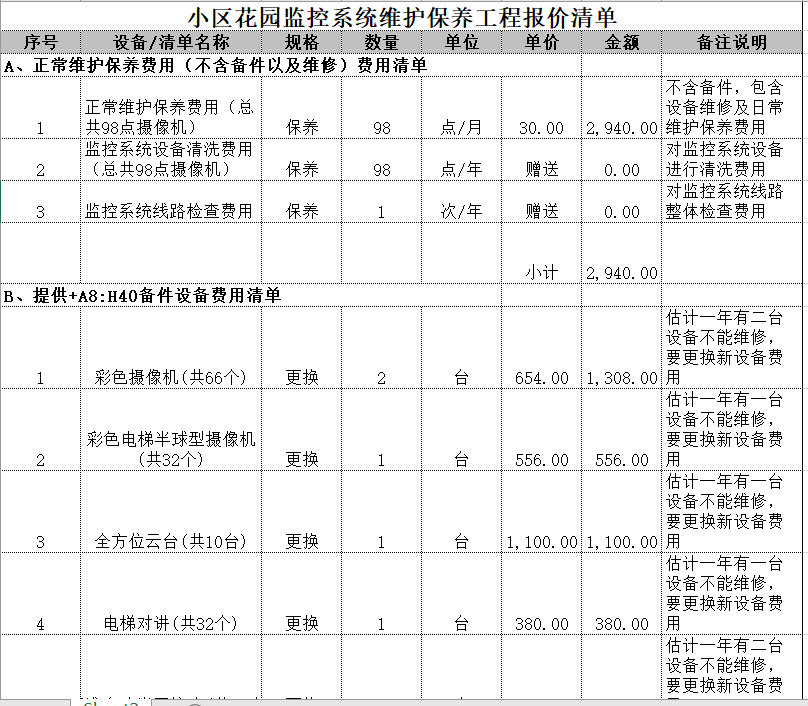 小区花园监控系统维护保养工程报价清单
序号 设备/清单名称 规格 数量 单位 单价 金额 备注说明
A、正常维护保养费用（不含备件以及维修）费用清单
1 正常维护保养费用（总共98点摄像机） 保养 98 点/月 30.00 2,940.00 不含备件，包含设备维修及日常维护保养费用
2 监控系统设备清洗费用（总共98点摄像机） 保养 98 点/年 赠送 0.00 对监控系统设备进行清洗费用
3 监控系统线路检查费用 保养 1 次/年 赠送 0.00 对监控系统线路整体检查费用
小计 2,940.00
B、提供+A8:H40备件设备费用清单
1 彩色摄像机(共66个) 更换 2 台 654.00 1,308.00 估计一年有二台设备不能维修，要更换新设备费用
2 彩色电梯半球型摄像机(共32个) 更换 1 台 556.00 556.00 估计一年有一台设备不能维修，要更换新设备费用
3 全方位云台(共10台) 更换 1 台 1,100.00 1,100.00 估计一年有一台设备不能维修，要更换新设备费用
4 电梯对讲(共32个) 更换 1 台 380.00 380.00 估计一年有一台设备不能维修，要更换新设备费用
估计一年有二台设备不能维修，要更换新设备费